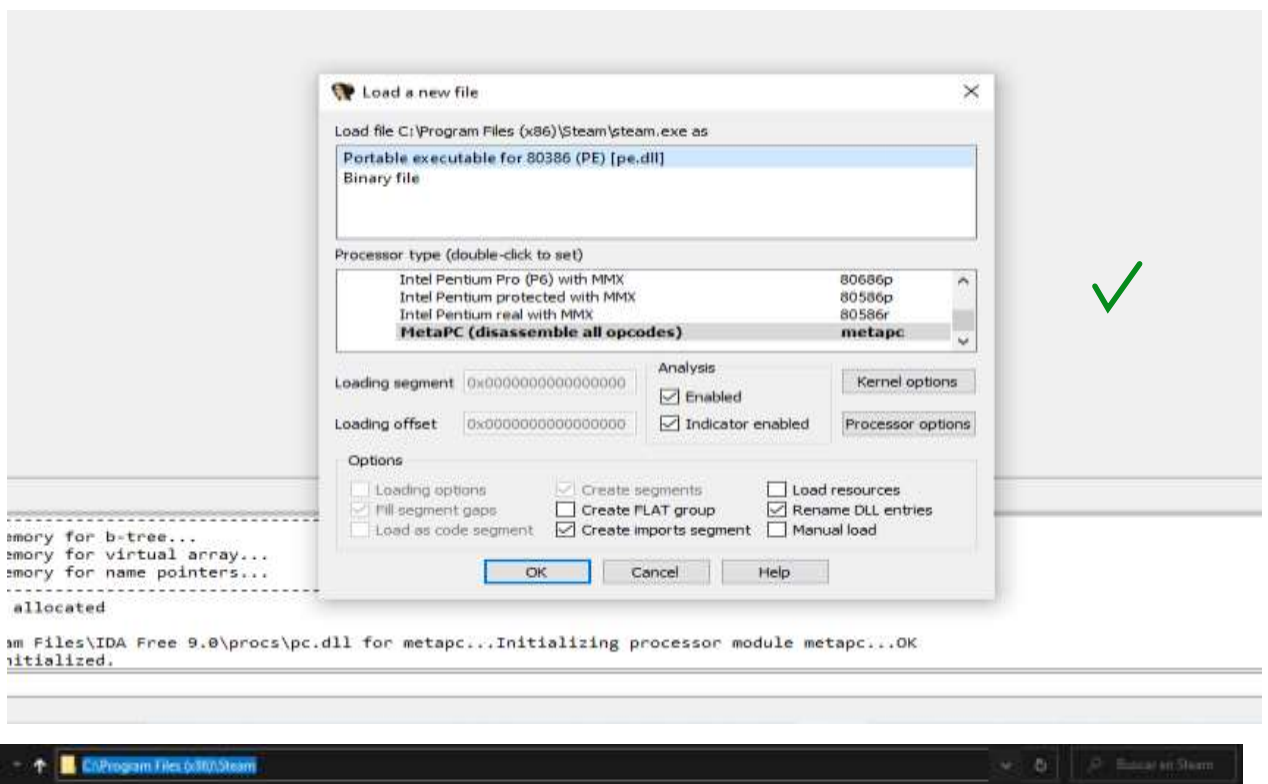 Load a new file
Load file C:\Program Files (x86)\Steam\steam.exe as
Portable executable for 80386 (PE) [pe.dll]
Binary file
Processor type (double-click to set)
Intel Pentium Pro (P6) with MMX 80686p
Intel Pentium protected with MMX 80586p
Intel Pentium real with MMX 80586r
MetaPC (disassemble all opcodes) metapc
Loading segment 0x0000000000000000
Loading offset 0x0000000000000000
Analysis
Enabled
Indicator enabled
Kernel options
Processor options
Options
Loading options Create segments Load resources
Fill segment gaps Create FLAT group Rename DLL entries
Load as code segment Create imports segment Manual load
OK Cancel Help
emory for b-tree...
emory for virtual array...
emory for name pointers...
allocated
am Files\IDA Free 9.0\procs\pc.dll for metapc...Initializing processor module metapc...OK
nitialized.
C:\Program Files (x86)\Steam
Buscar en Steam